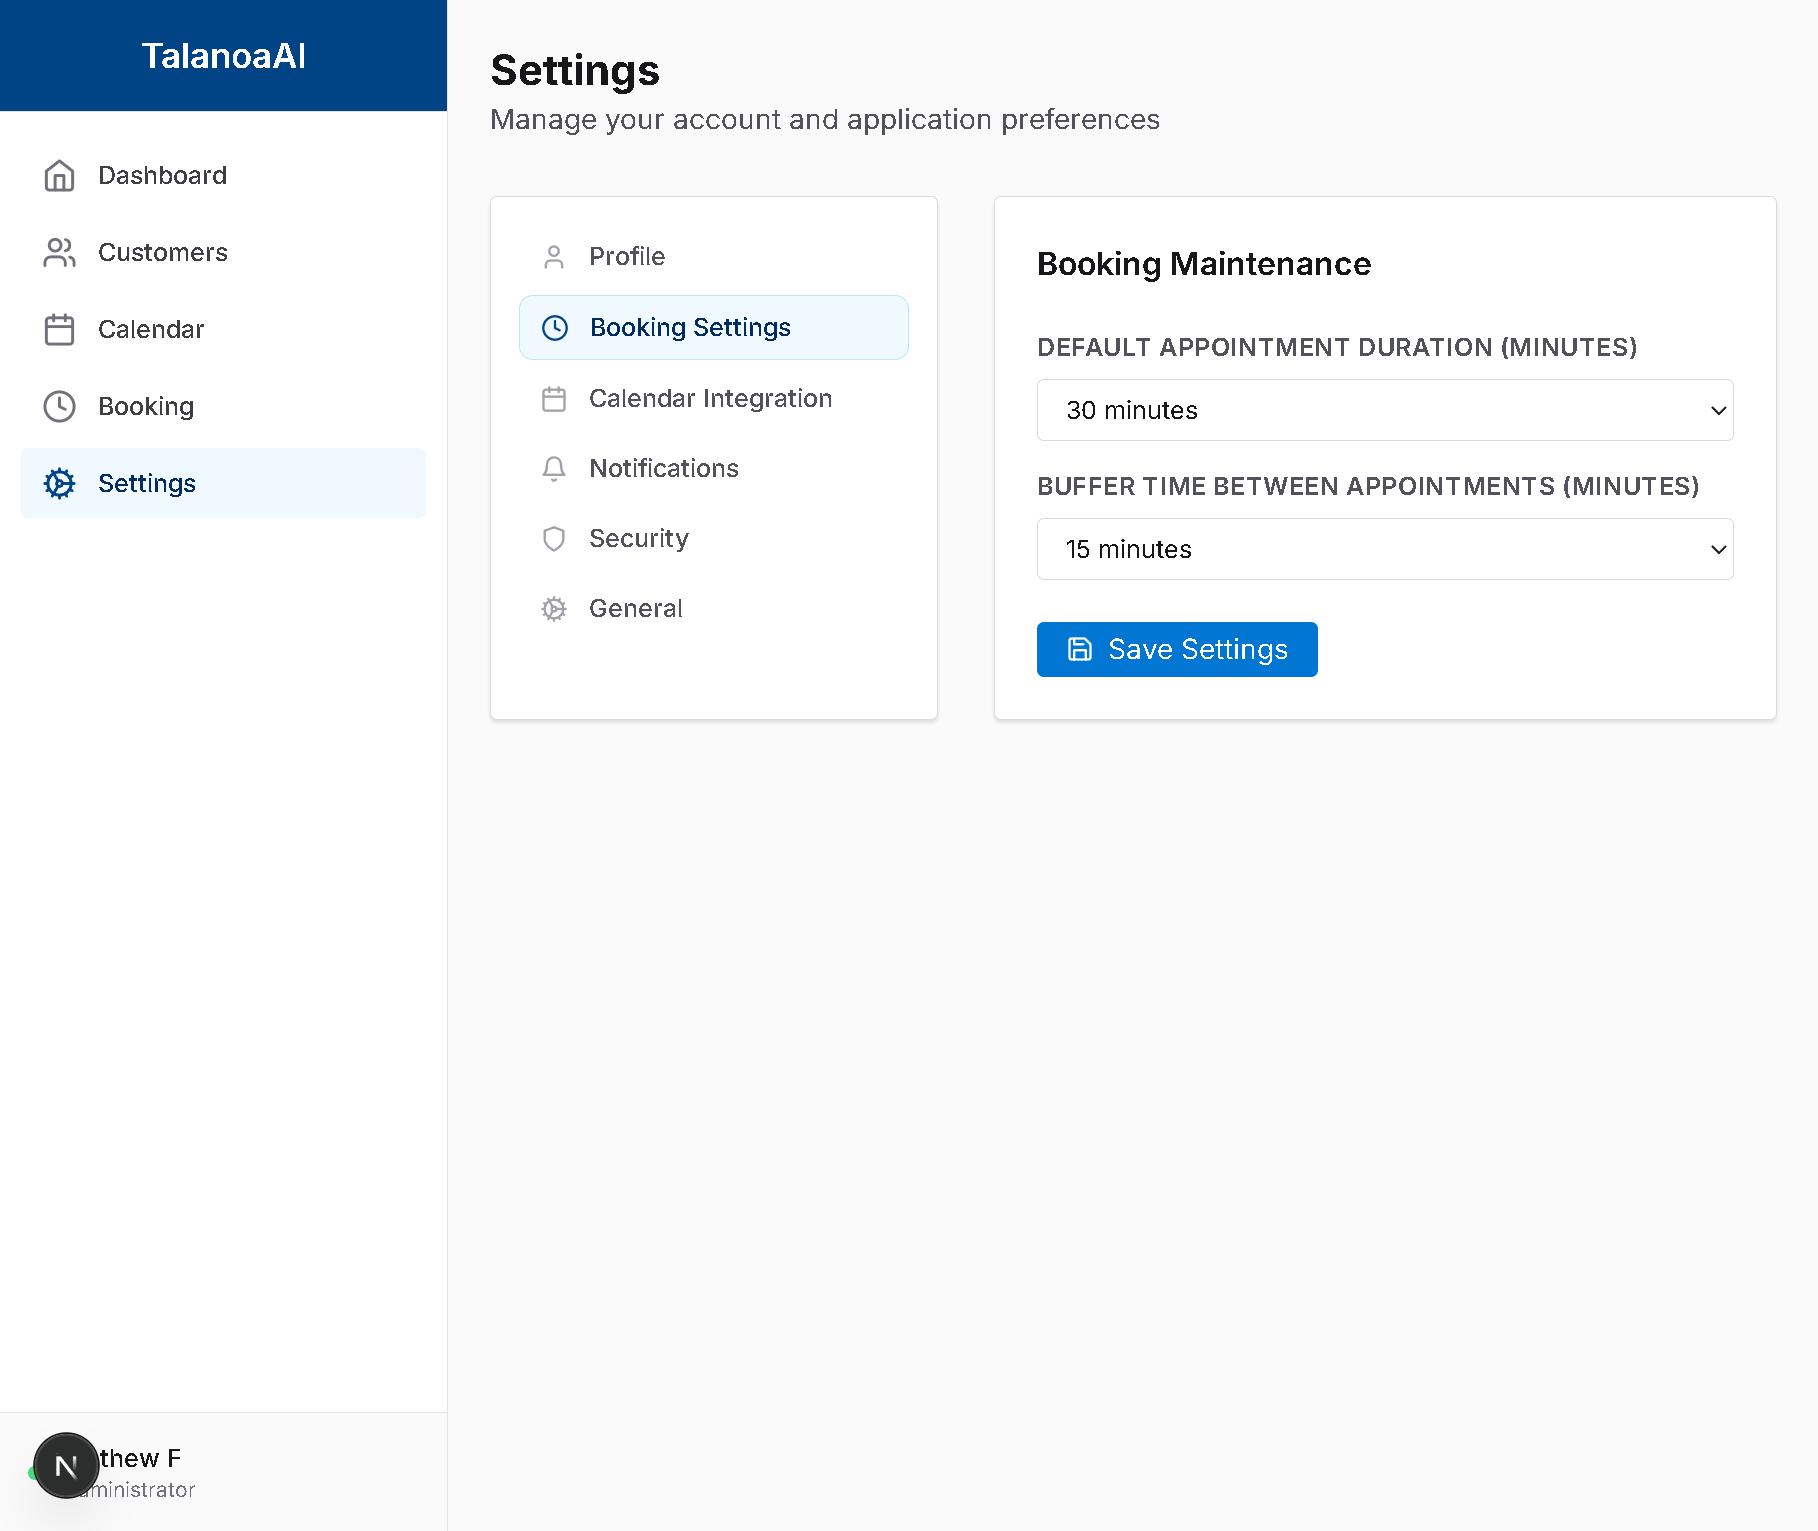 TalanoaAI
Dashboard
Customers
Calendar
Booking
Settings
Settings
Manage your account and application preferences
Profile
Booking Settings
Calendar Integration
Notifications
Security
General
Booking Maintenance
DEFAULT APPOINTMENT DURATION (MINUTES)
30 minutes
BUFFER TIME BETWEEN APPOINTMENTS (MINUTES)
15 minutes
Save Settings
N
thew F
ministrator